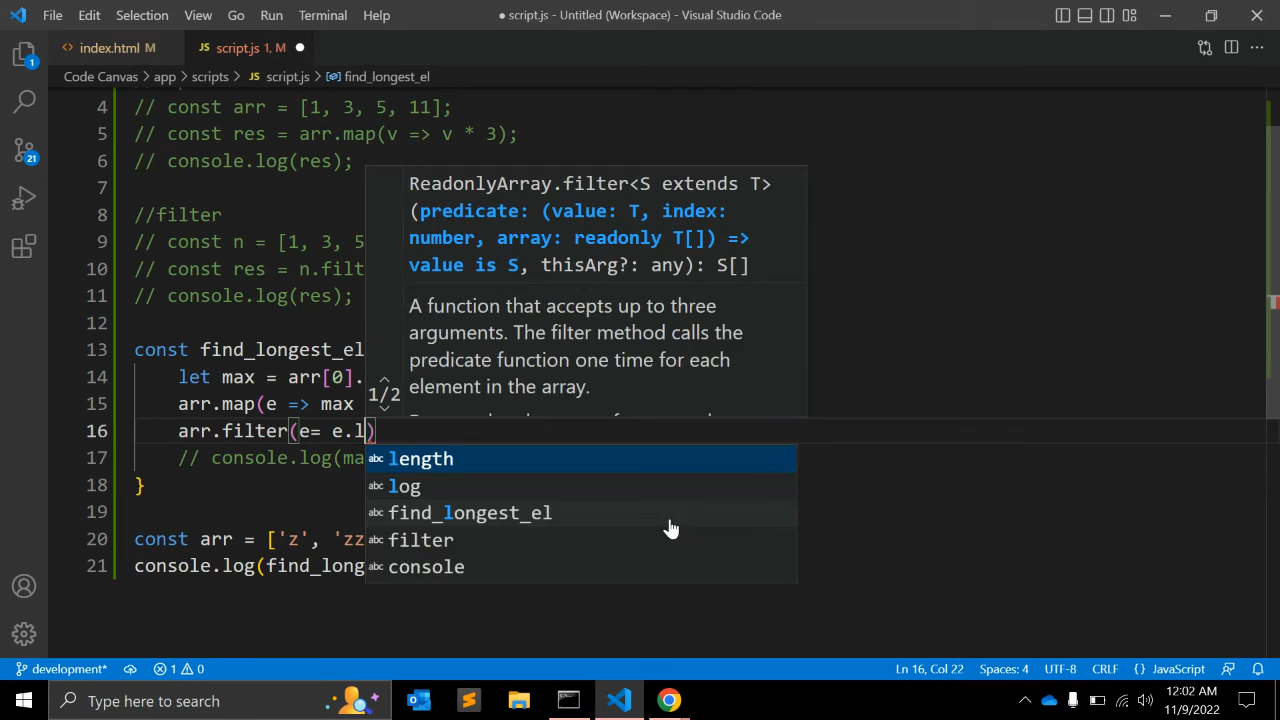 File Edit Selection View Go Run Terminal Help
● script.js - Untitled (Workspace) - Visual Studio Code
<> index.html M
JS script.js 1, M ●
Code Canvas > app > scripts > JS script.js > find_longest_el
4 // const arr = [1, 3, 5, 11];
5 // const res = arr.map(v => v * 3);
6 // console.log(res);
7
8 //filter
9 // const n = [1, 3, 5
10 // const res = n.filt
11 // console.log(res);
12
13 const find_longest_el
14 let max = arr[0].
15 arr.map(e => max
16 arr.filter(e= e.l)
17 // console.log(ma
18 }
19
20 const arr = ['z', 'zz
21 console.log(find_long
ReadonlyArray.filter<S extends T>
(predicate: (value: T, index:
number, array: readonly T[]) =>
value is S, thisArg?: any): S[]
A function that accepts up to three
arguments. The filter method calls the
predicate function one time for each
element in the array.
1/2
abc length
abc log
abc find_longest_el
abc filter
abc console
1
21
development* 1 0
Ln 16, Col 22 Spaces: 4 UTF-8 CRLF {} JavaScript
Type here to search
12:02 AM
11/9/2022